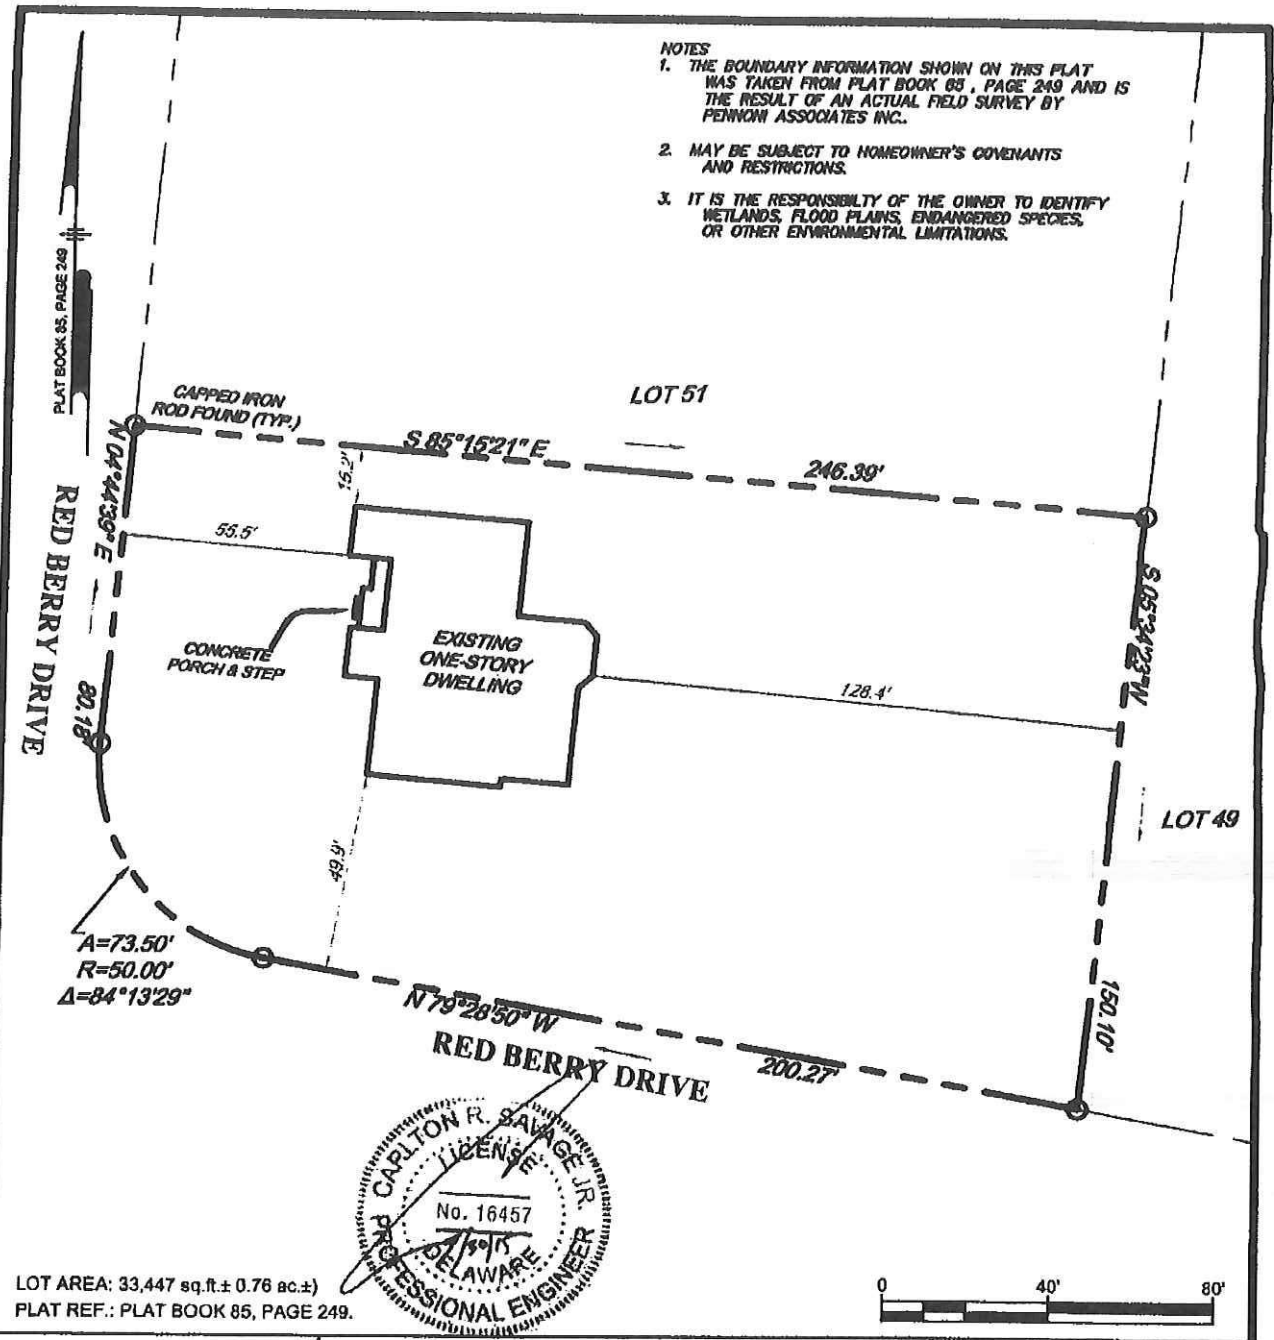 NOTES
1. THE BOUNDARY INFORMATION SHOWN ON THIS PLAT
WAS TAKEN FROM PLAT BOOK 85, PAGE 249 AND IS
THE RESULT OF AN ACTUAL FIELD SURVEY BY
PENNONI ASSOCIATES INC..
2. MAY BE SUBJECT TO HOMEOWNER'S COVENANTS
AND RESTRICTIONS.
3. IT IS THE RESPONSIBILTY OF THE OWNER TO IDENTIFY
WETLANDS, FLOOD PLAINS, ENDANGERED SPECIES,
OR OTHER ENVIRONMENTAL LIMITATIONS.
PLAT BOOK 85, PAGE 249
CAPPED IRON
ROD FOUND (TYP.)
LOT 51
S 85°15'21" E
246.39'
15.2'
N 04°44'39" E
80.18'
RED BERRY DRIVE
55.5'
CONCRETE
PORCH & STEP
EXISTING
ONE-STORY
DWELLING
128.4'
S 05°34'23" W
150.10'
LOT 49
49.9'
A=73.50'
R=50.00'
Δ=84°13'29"
N 79°28'50" W
200.27'
RED BERRY DRIVE
CARLTON R. SAVAGE JR.
LICENSE
No. 16457
DELAWARE
PROFESSIONAL ENGINEER
LOT AREA: 33,447 sq.ft.± 0.76 ac.±)
PLAT REF.: PLAT BOOK 85, PAGE 249.
0 40' 80'